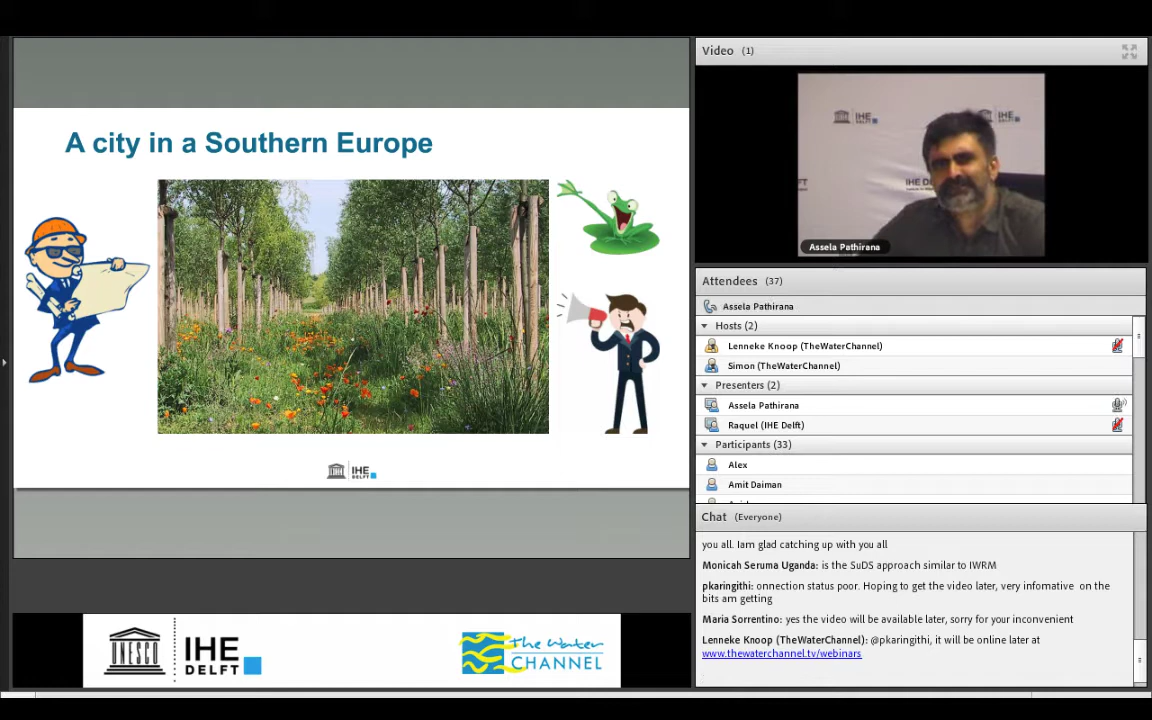 A city in a Southern Europe
UNESCO
IHE
DELFT
The Water
CHANNEL
Video (1)
IHE
DELFT
IHE
Assela Pathirana
Attendees (37)
Assela Pathirana
Hosts (2)
Lenneke Knoop (TheWaterChannel)
Simon (TheWaterChannel)
Presenters (2)
Assela Pathirana
Raquel (IHE Delft)
Participants (33)
Alex
Amit Daiman
Chat (Everyone)
you all. Iam glad catching up with you all
Monicah Seruma Uganda: is the SuDS approach similar to IWRM
pkaringithi: onnection status poor. Hoping to get the video later, very infomative on the
bits am getting
Maria Sorrentino: yes the video will be available later, sorry for your inconvenient
Lenneke Knoop (TheWaterChannel): @pkaringithi, it will be online later at
www.thewaterchannel.tv/webinars